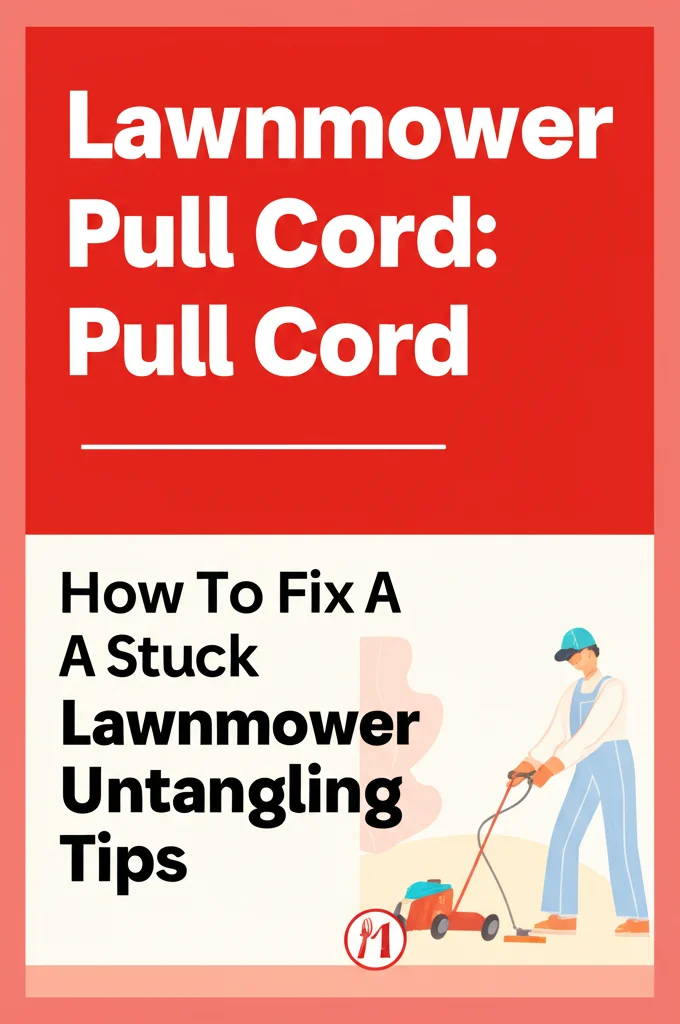 Lawnmower
Pull Cord:
Pull Cord
How To Fix A
A Stuck
Lawnmower
Untangling
Tips